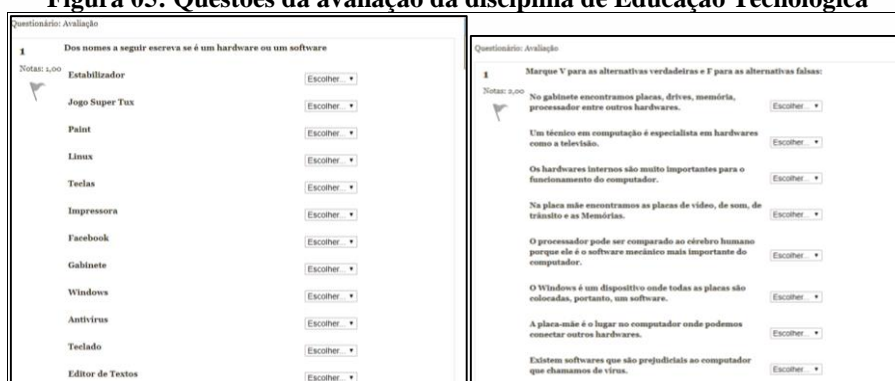 Figura 05: Questões da avaliação da disciplina de Educação Tecnológica
Questionário: Avaliação
1
Dos nomes a seguir escreva se é um hardware ou um software
Notas: 1,00
Estabilizador Escolher...
Jogo Super Tux Escolher...
Paint Escolher...
Linux Escolher...
Teclas Escolher...
Impressora Escolher...
Facebook Escolher...
Gabinete Escolher...
Windows Escolher...
Antivirus Escolher...
Teclado Escolher...
Editor de Textos Escolher...
Questionário: Avaliação
1
Marque V para as alternativas verdadeiras e F para as alternativas falsas:
Notas: 2,00
No gabinete encontramos placas, drives, memória,
processador entre outros hardwares. Escolher...
Um técnico em computação é especialista em hardwares
como a televisão. Escolher...
Os hardwares internos são muito importantes para o
funcionamento do computador. Escolher...
Na placa mãe encontramos as placas de vídeo, de som, de
trânsito e as Memórias. Escolher...
O processador pode ser comparado ao cérebro humano
porque ele é o software mecânico mais importante do
computador. Escolher...
O Windows é um dispositivo onde todas as placas são
colocadas, portanto, um software. Escolher...
A placa-mãe é o lugar no computador onde podemos
conectar outros hardwares. Escolher...
Existem softwares que são prejudiciais ao computador
que chamamos de vírus. Escolher...